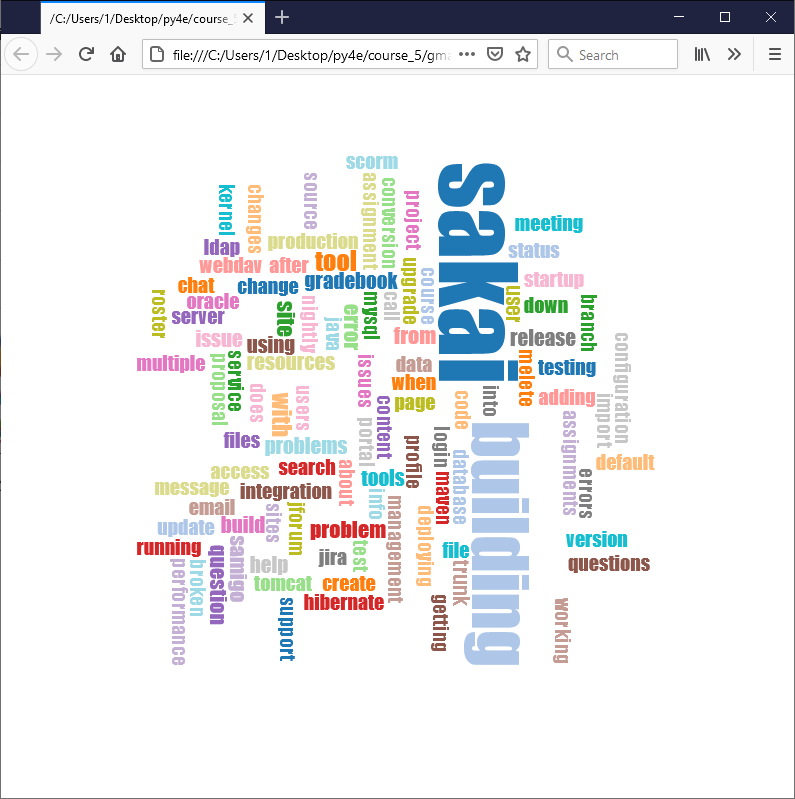 /C:/Users/1/Desktop/py4e/course_5
file:///C:/Users/1/Desktop/py4e/course_5/gm
Search
scorm
kernel
changes
source
assignment
conversion
project
sakai
meeting
ldap
production
status
webdav
after
tool
chat
change
gradebook
upgrade
course
startup
roster
oracle
server
site
nightly
java
error
mysql
call
user
down
branch
issue
using
from
release
configuration
multiple
proposal
service
resources
issues
data
when
melete
testing
does
with
users
content
page
code
into
adding
import
files
problems
portal
profile
login
building
assignments
default
access
search
about
tools
maven
database
errors
message
integration
info
management
email
sites
jforum
update
build
problem
deploying
version
running
question
samigo
help
jira
test
file
trunk
questions
performance
broken
tomcat
create
hibernate
support
getting
working